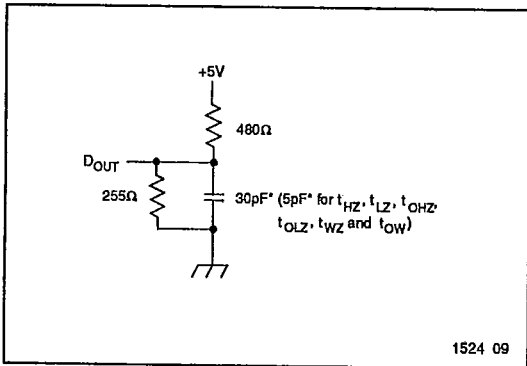 +5V
480Ω
DOUT
255Ω
30pF* (5pF* for tHZ, tLZ, tOHZ,
tOLZ, tWZ and tOW)
1524 09